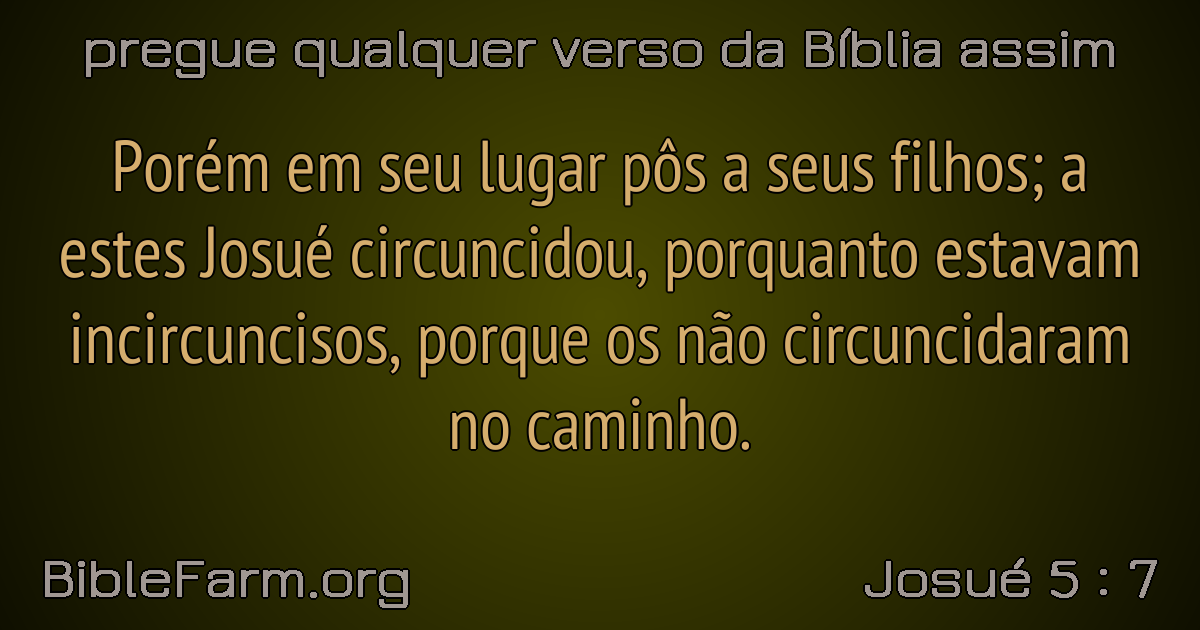 pregue qualquer verso da Bíblia assim
Porém em seu lugar pôs a seus filhos; a
estes Josué circuncidou, porquanto estavam
incircuncisos, porque os não circuncidaram
no caminho.
BibleFarm.org
Josué 5 : 7